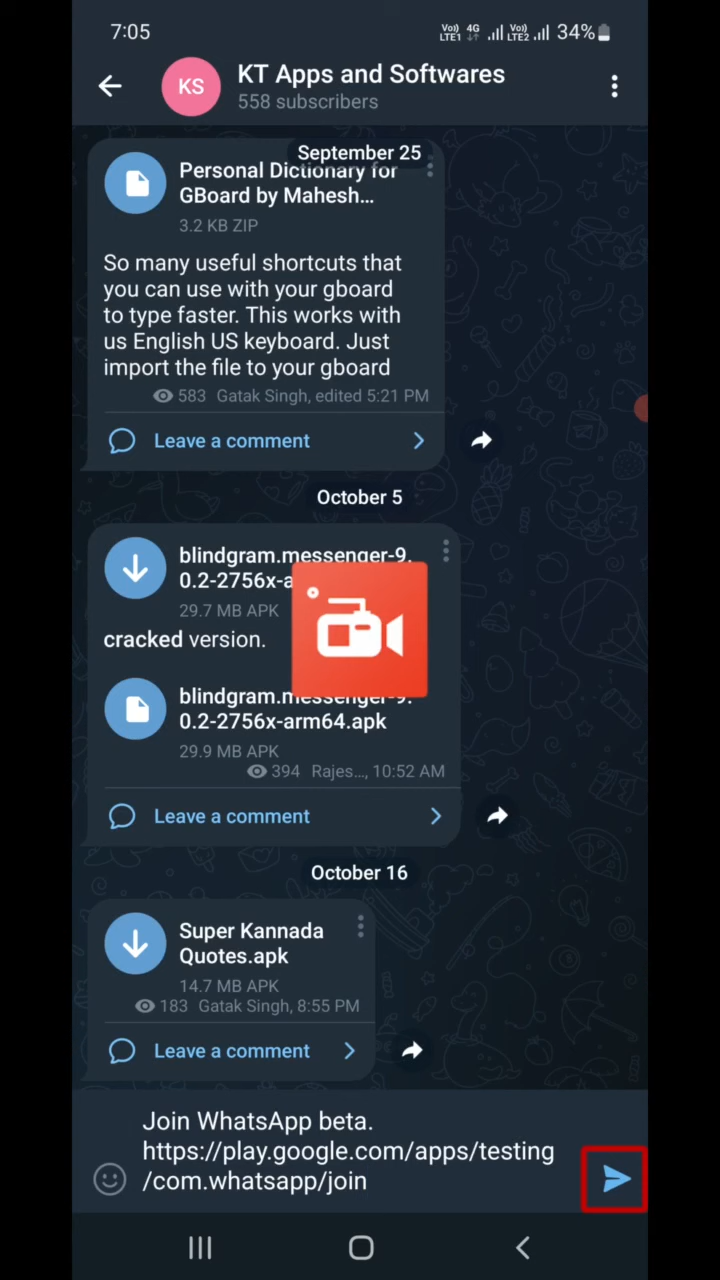 7:05
Vo)) LTE1 4G Vo)) LTE2 34%
KS
KT Apps and Softwares
558 subscribers
September 25
Personal Dictionary for
GBoard by Mahesh...
3.2 KB ZIP
So many useful shortcuts that
you can use with your gboard
to type faster. This works with
us English US keyboard. Just
import the file to your gboard
583 Gatak Singh, edited 5:21 PM
Leave a comment
October 5
blindgram.messenger-9.
0.2-2756x-a
29.7 MB APK
cracked version.
blindgram.messenger-9.
0.2-2756x-arm64.apk
29.9 MB APK
394 Rajes..., 10:52 AM
Leave a comment
October 16
Super Kannada
Quotes.apk
14.7 MB APK
183 Gatak Singh, 8:55 PM
Leave a comment
Join WhatsApp beta.
https://play.google.com/apps/testing
/com.whatsapp/join